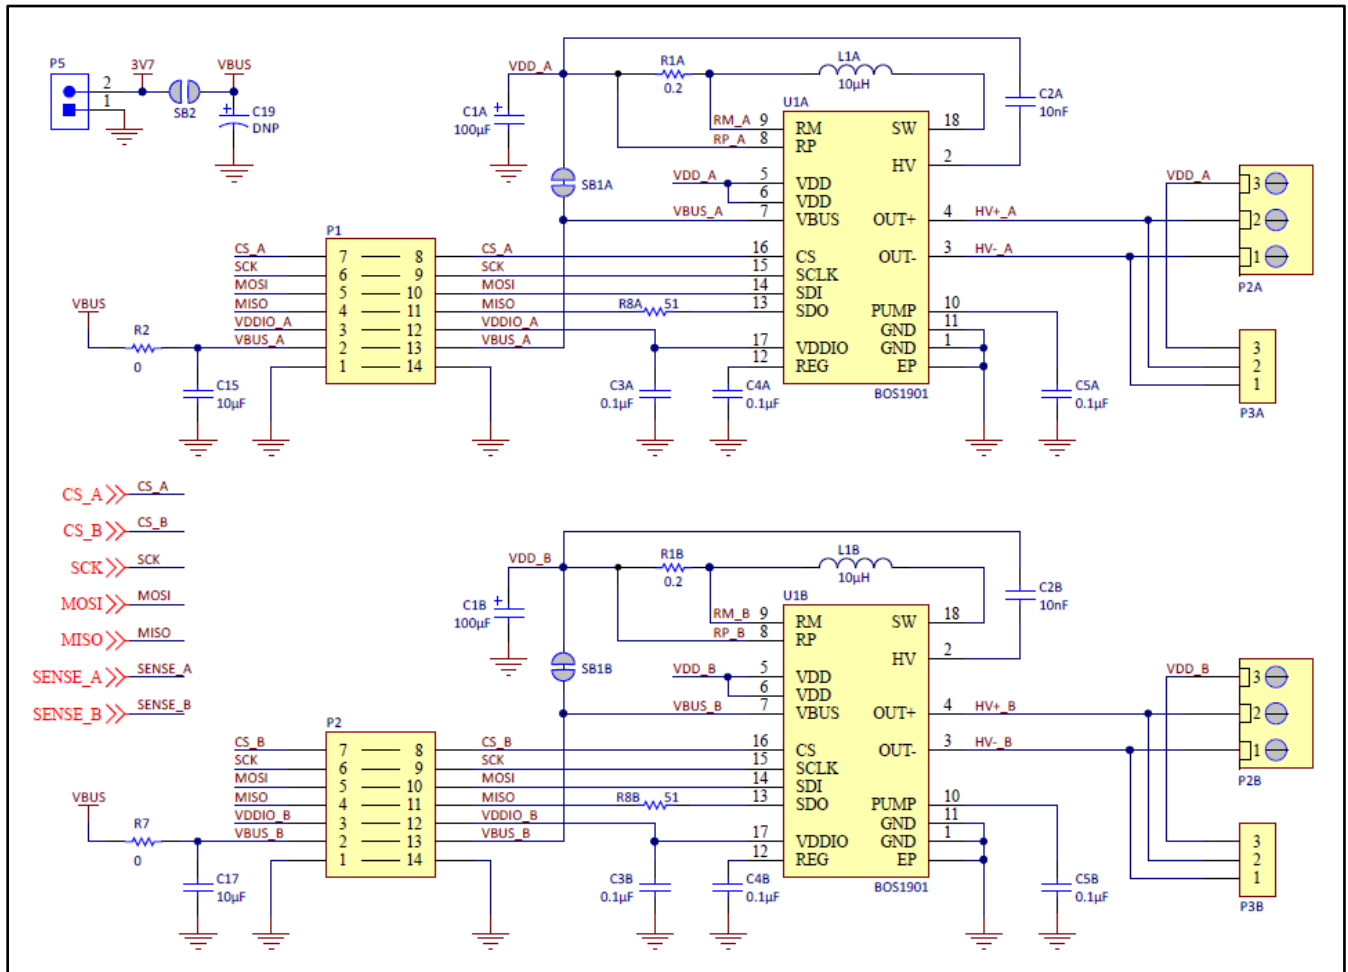 P5
2
1
3V7
SB2
VBUS
C19
DNP
VDD_A
C1A
100µF
R1A
0.2
L1A
10µH
C2A
10nF
U1A
RM_A 9 RM
RP_A 8 RP
SW 18
HV 2
SB1A
VDD_A 5 VDD
6 VDD
VBUS_A 7 VBUS
OUT+ 4 HV+_A
OUT- 3 HV-_A
VDD_A 3
2
1
P2A
P1
CS_A 7 8 CS_A 16 CS
SCK 6 9 SCK 15 SCLK
MOSI 5 10 MOSI 14 SDI
MISO 4 11 MISO R8A 51 13 SDO
VDDIO_A 3 12 VDDIO_A
VBUS_A 2 13 VBUS_A 17 VDDIO
1 14 12 REG
PUMP 10
GND 11
GND 1
EP
BOS1901
VBUS
R2
0
C15
10µF
C3A
0.1µF
C4A
0.1µF
C5A
0.1µF
3
2
1
P3A
CS_A CS_A
CS_B CS_B
SCK SCK
MOSI MOSI
MISO MISO
SENSE_A SENSE_A
SENSE_B SENSE_B
VDD_B
C1B
100µF
R1B
0.2
L1B
10µH
C2B
10nF
U1B
RM_B 9 RM
RP_B 8 RP
SW 18
HV 2
SB1B
VDD_B 5 VDD
6 VDD
VBUS_B 7 VBUS
OUT+ 4 HV+_B
OUT- 3 HV-_B
VDD_B 3
2
1
P2B
P2
CS_B 7 8 CS_B 16 CS
SCK 6 9 SCK 15 SCLK
MOSI 5 10 MOSI 14 SDI
MISO 4 11 MISO R8B 51 13 SDO
VDDIO_B 3 12 VDDIO_B
VBUS_B 2 13 VBUS_B 17 VDDIO
1 14 12 REG
PUMP 10
GND 11
GND 1
EP
BOS1901
VBUS
R7
0
C17
10µF
C3B
0.1µF
C4B
0.1µF
C5B
0.1µF
3
2
1
P3B